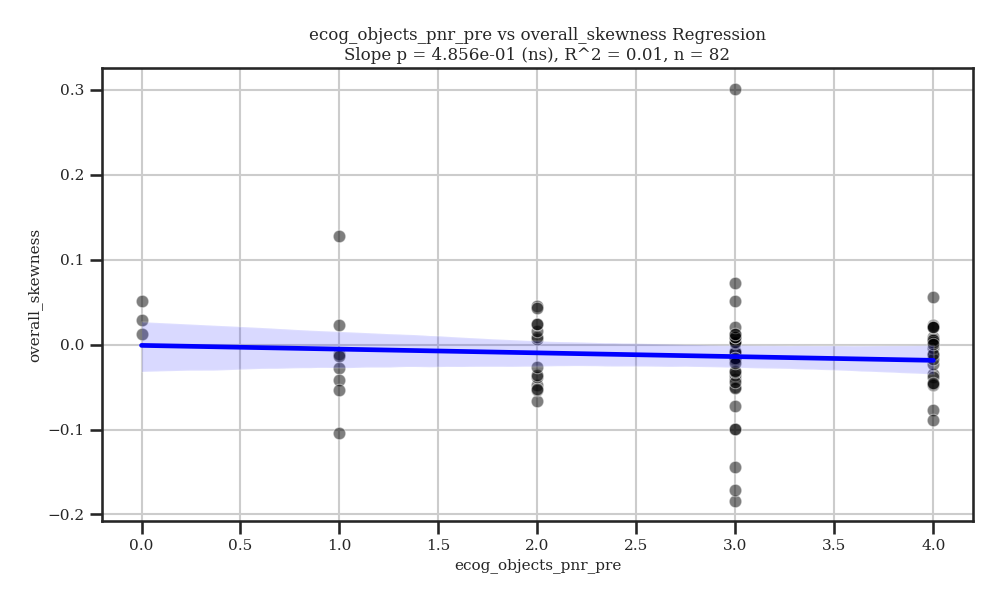 ecog_objects_pnr_pre vs overall_skewness Regression
Slope p = 4.856e-01 (ns), R^2 = 0.01, n = 82
overall_skewness
0.3
0.2
0.1
0.0
−0.1
−0.2
0.0 0.5 1.0 1.5 2.0 2.5 3.0 3.5 4.0
ecog_objects_pnr_pre